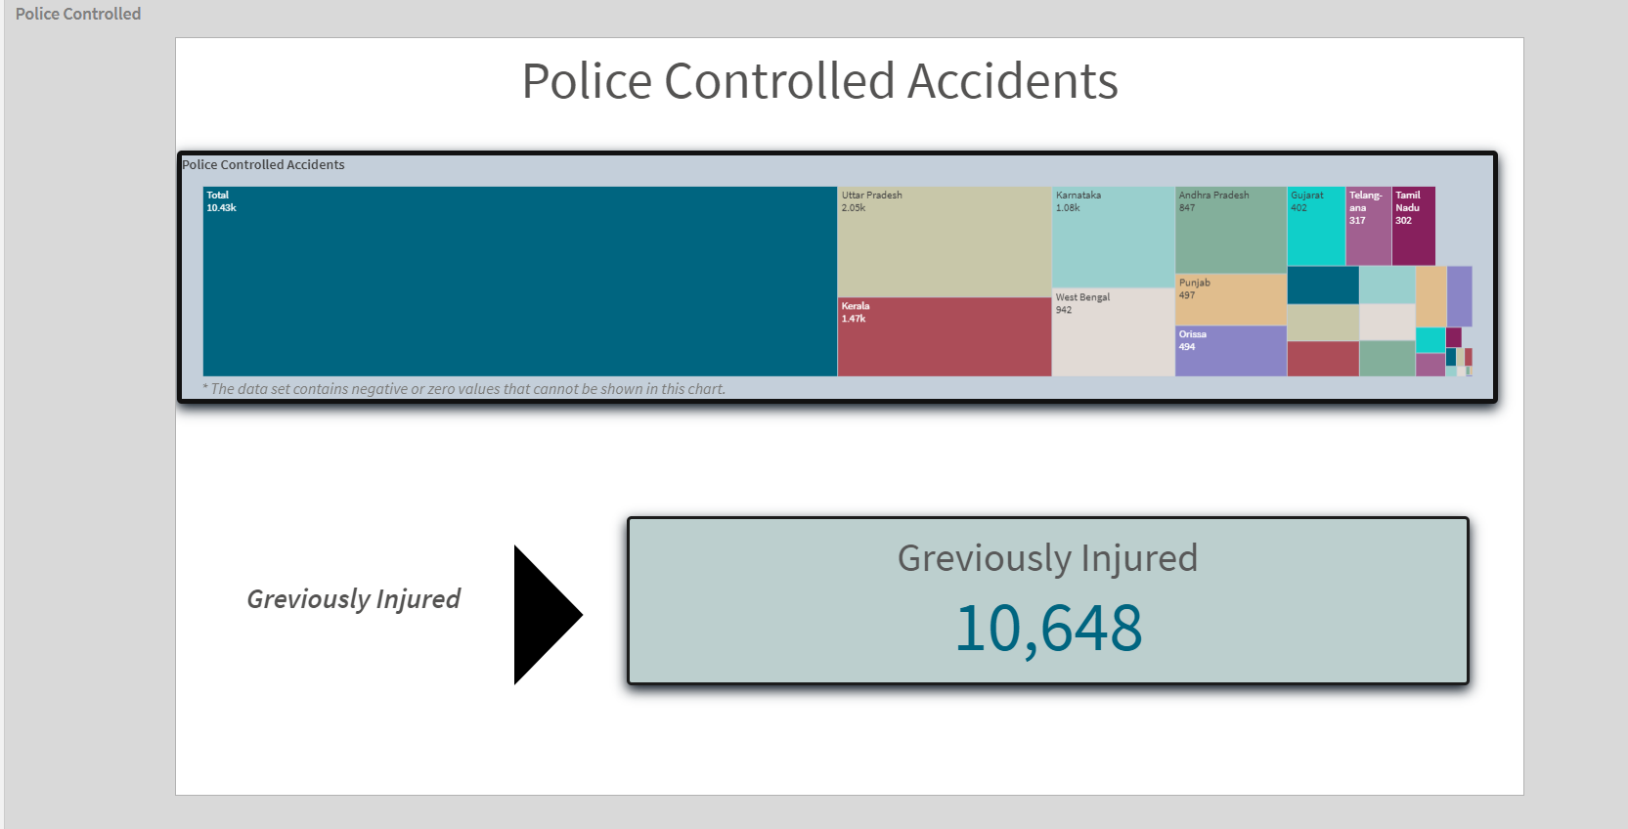 Police Controlled
Police Controlled Accidents
Police Controlled Accidents
Total
10.43k
Uttar Pradesh
2.05k
Kerala
1.47k
Karnataka
1.08k
West Bengal
942
Andhra Pradesh
847
Punjab
497
Orissa
494
Gujarat
402
Telang-
ana
317
Tamil
Nadu
302
* The data set contains negative or zero values that cannot be shown in this chart.
Greviously Injured
Greviously Injured
10,648